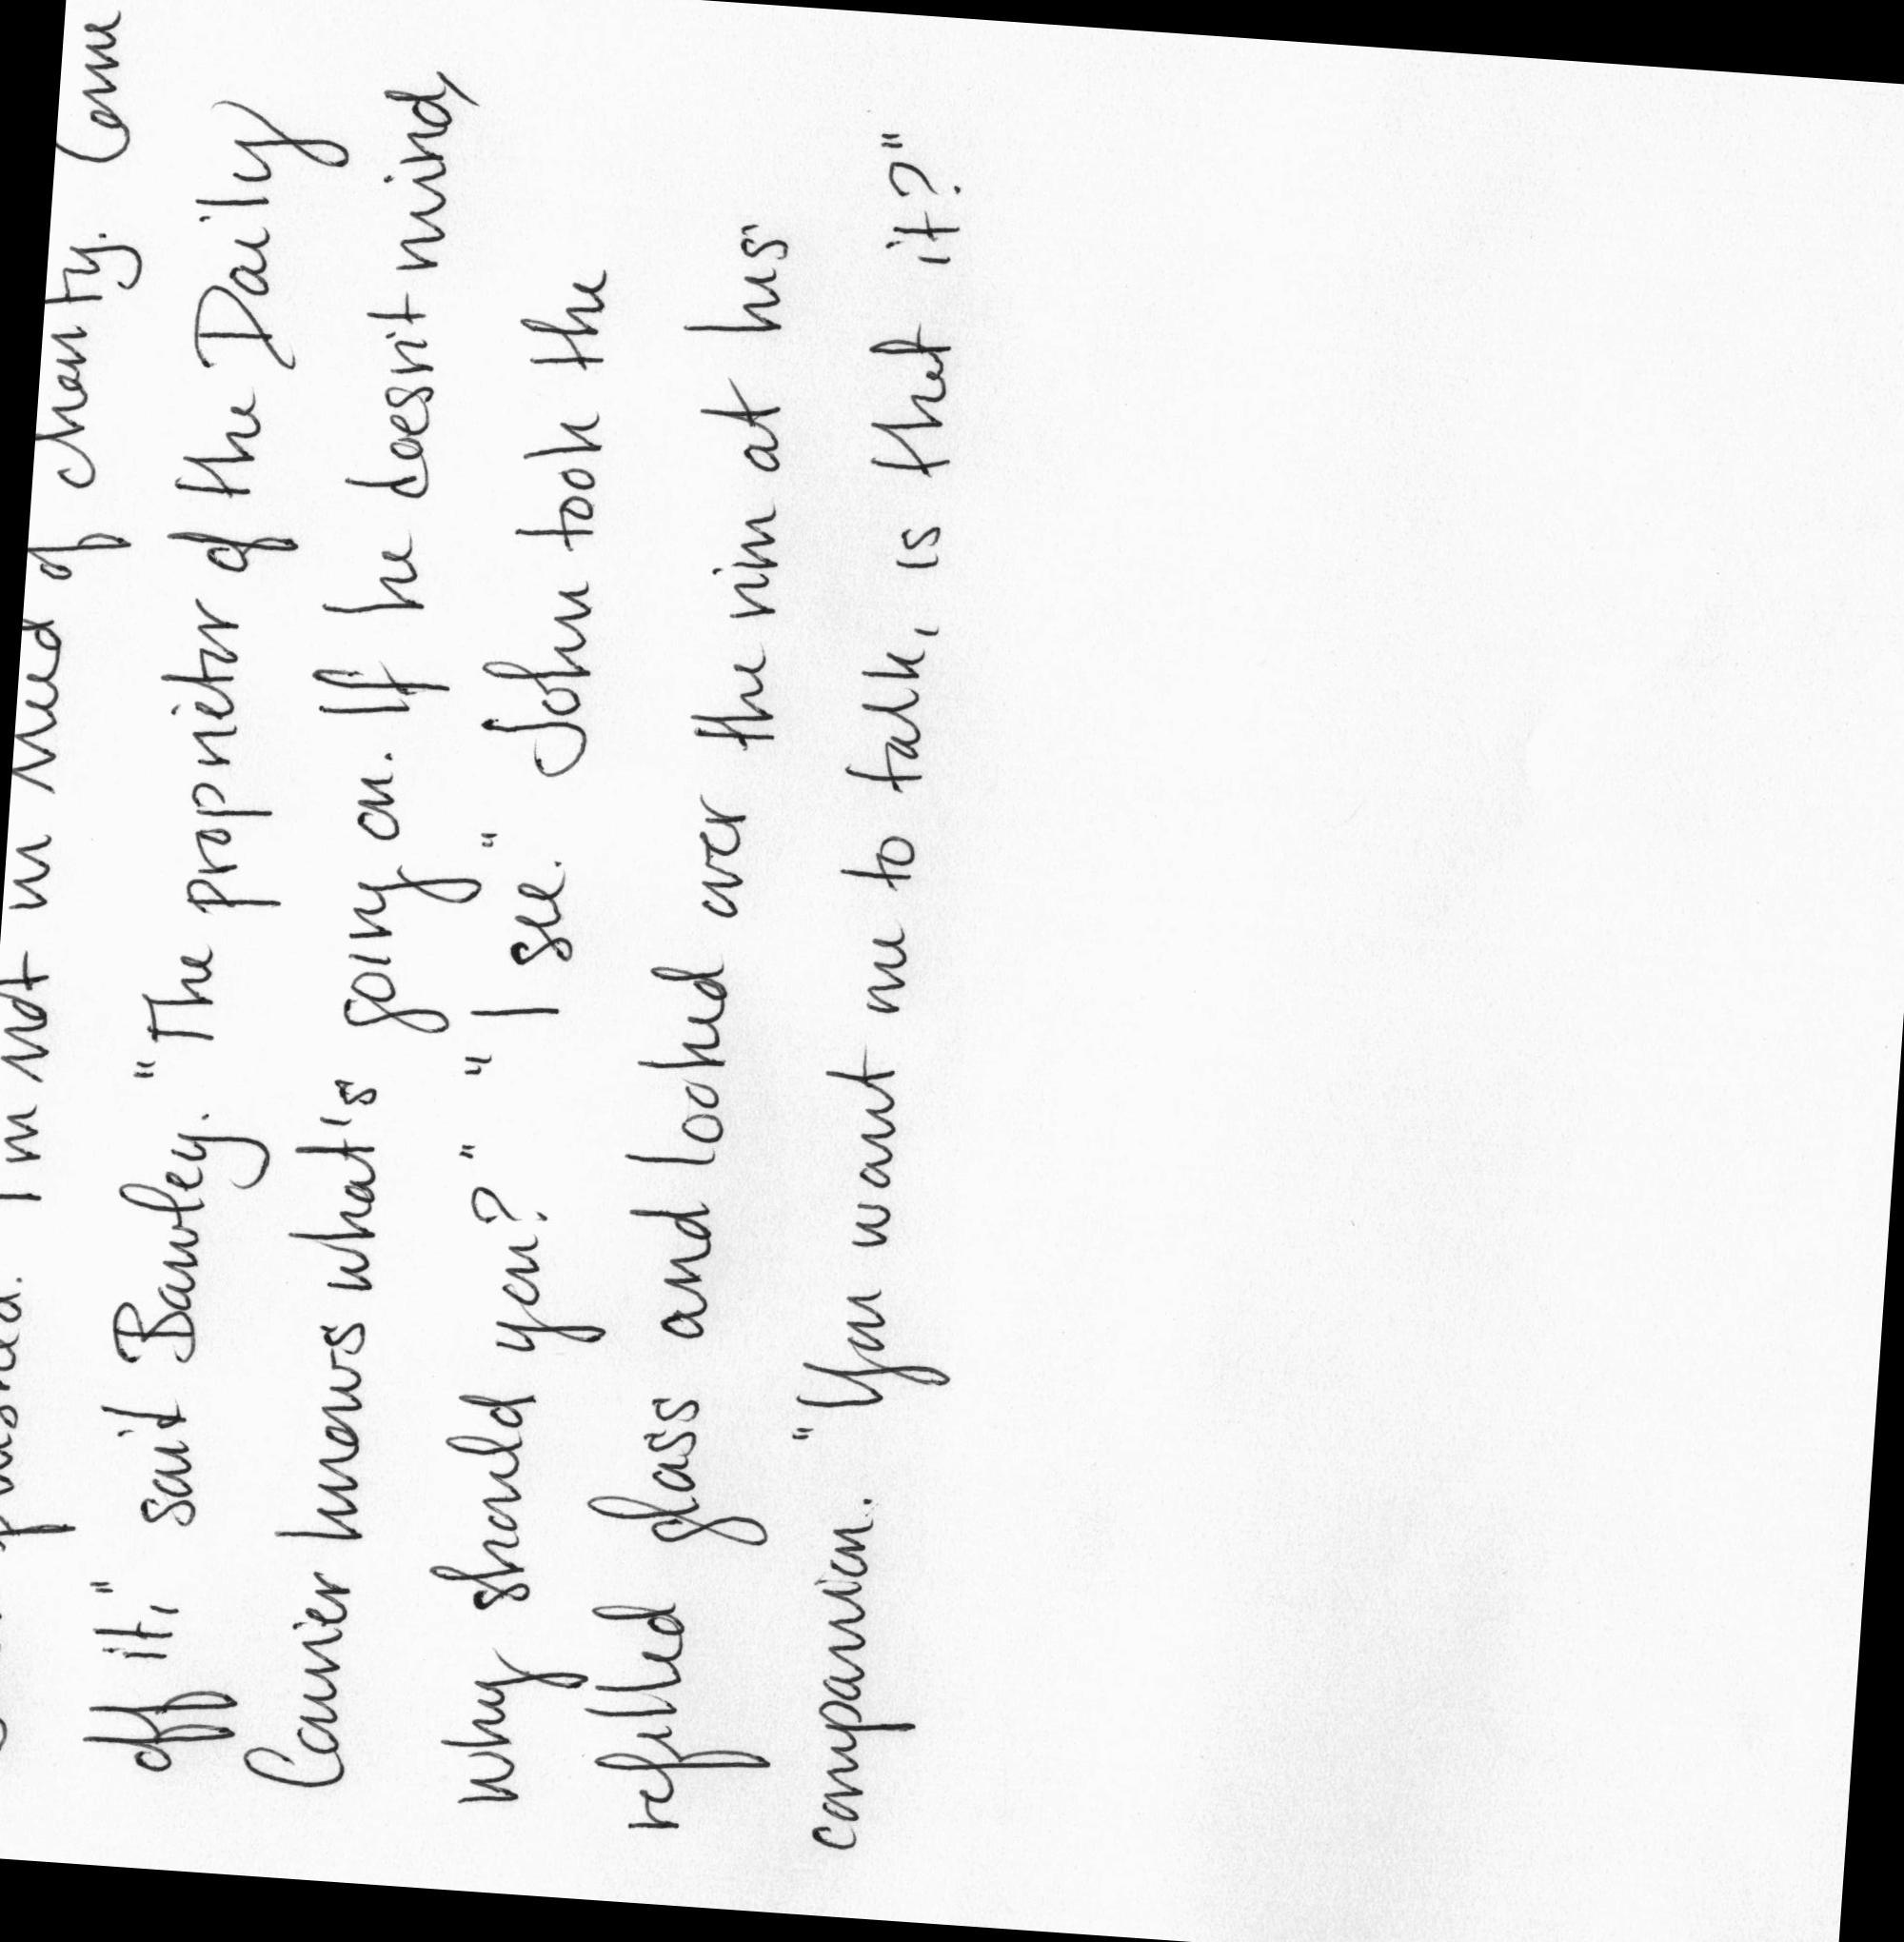 I'm not in need of charity. Come
off it," said Bawley. "The proprietor of the Daily
Courier knows what's going on. If he doesn't mind,
why should you?" "I see." John took the
refilled glass and looked over the rim at his
companion. "You want me to talk, is that it?"